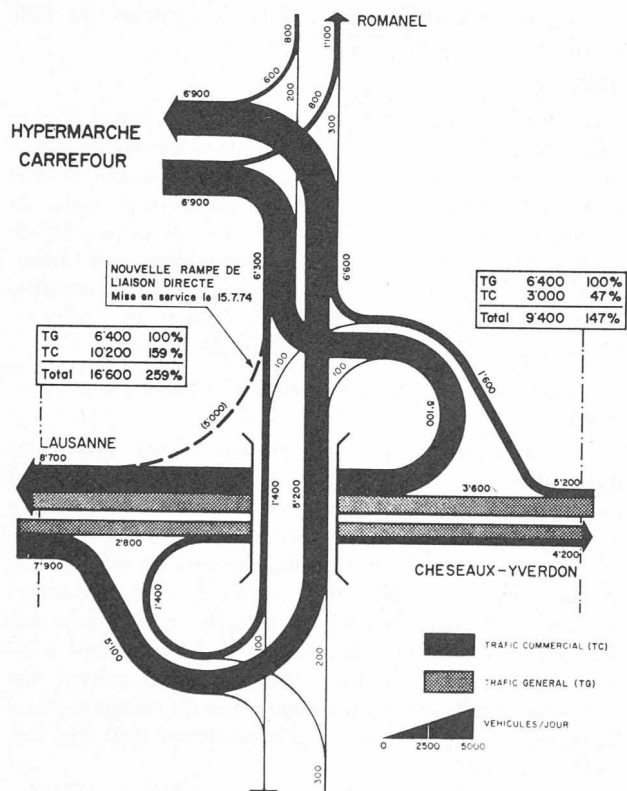 800
1'100
ROMANEL
600
200
800
300
6'900
HYPERMARCHE
CARREFOUR
6'900
6'300
6'600
NOUVELLE RAMPE DE
LIAISON DIRECTE
Mise en service le 15.7.74
TG 6'400 100%
TC 3'000 47%
Total 9'400 147%
TG 6'400 100%
TC 10'200 159%
Total 16'600 259%
100
100
1'600
(5'000)
5'100
LAUSANNE
8'700
1'400
5'200
3'600
5'200
2'800
7'900
4'200
CHESEAUX-YVERDON
1'400
5'100
100
200
300
TRAFIC COMMERCIAL (TC)
TRAFIC GENERAL (TG)
VEHICULES/JOUR
0 2500 5000